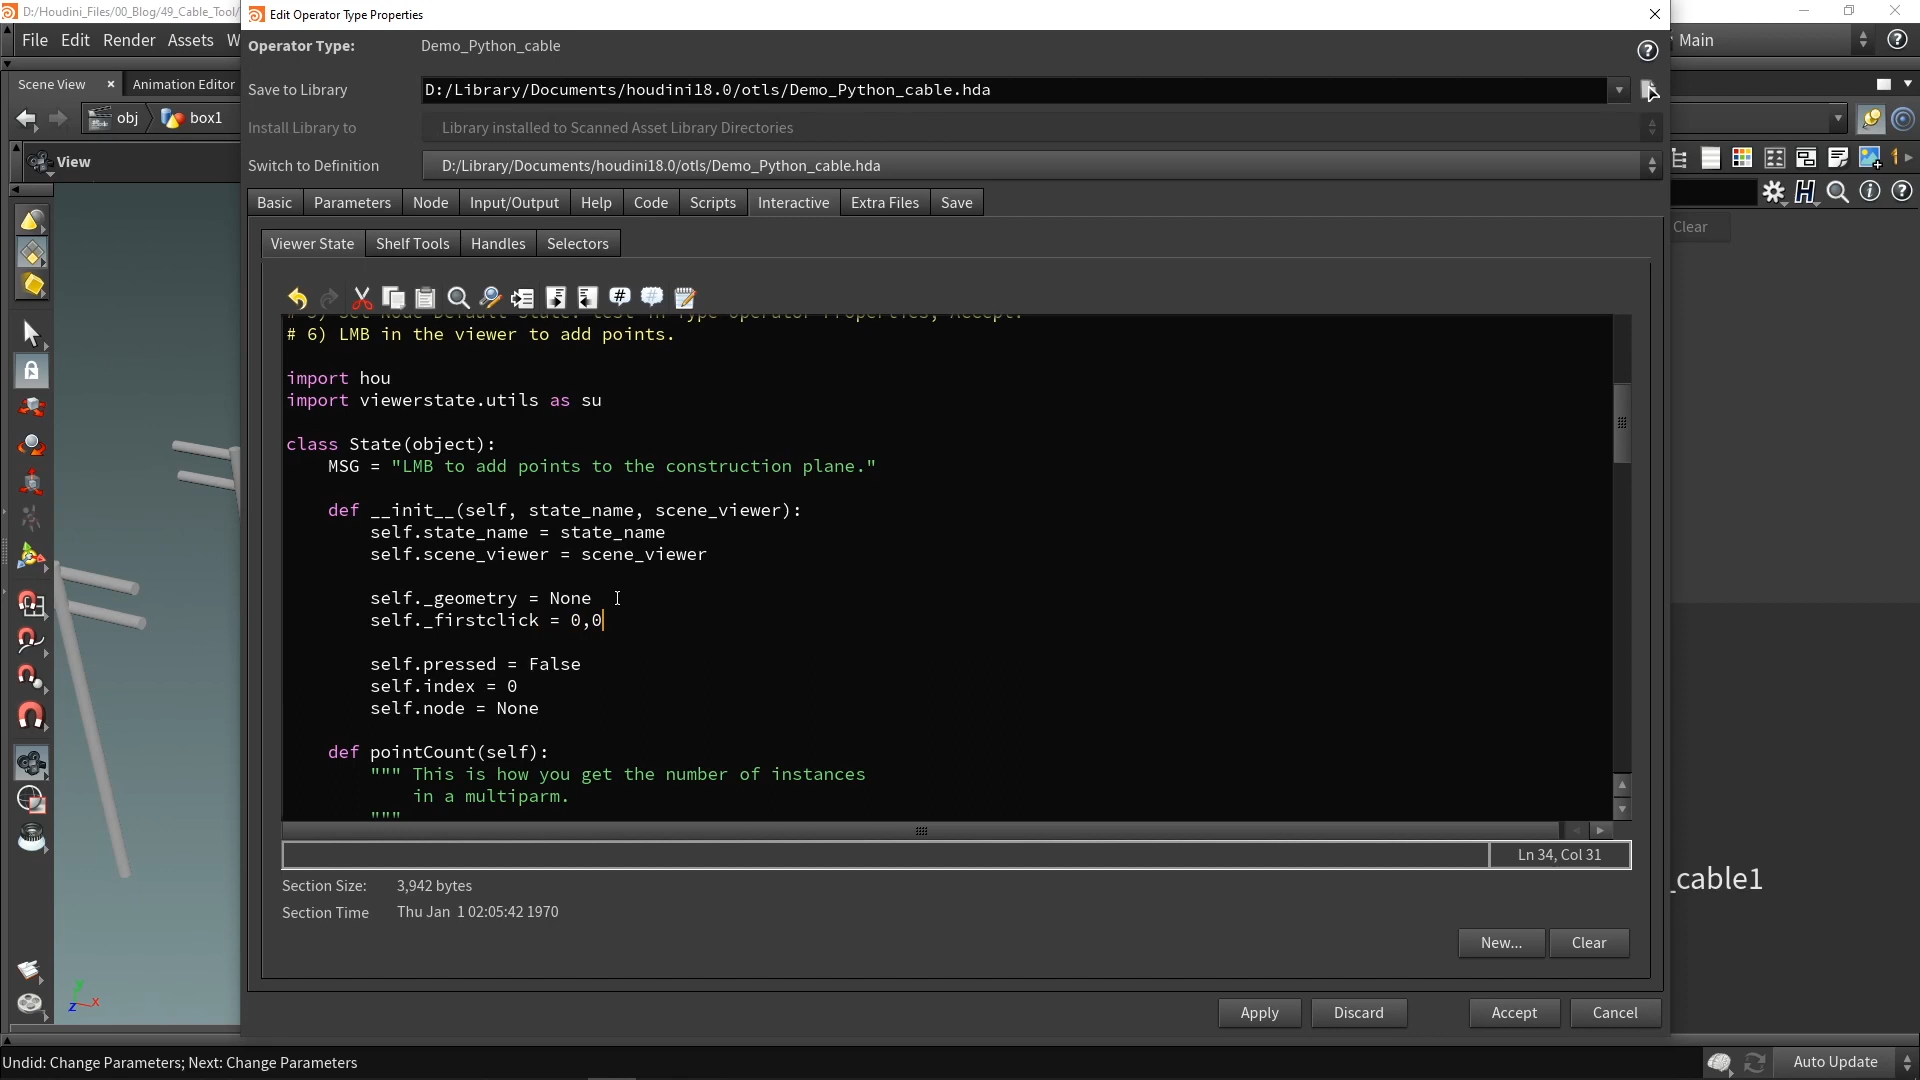 D:/Houdini_Files/00_Blog/49_Cable_Tool/
Edit Operator Type Properties
File Edit Render Assets W
Main
Operator Type: Demo_Python_cable
Save to Library D:/Library/Documents/houdini18.0/otls/Demo_Python_cable.hda
Install Library to Library installed to Scanned Asset Library Directories
Switch to Definition D:/Library/Documents/houdini18.0/otls/Demo_Python_cable.hda
Scene View Animation Editor
obj box1
View
Basic Parameters Node Input/Output Help Code Scripts Interactive Extra Files Save
Viewer State Shelf Tools Handles Selectors
Clear
# 6) LMB in the viewer to add points.
import hou
import viewerstate.utils as su
class State(object):
MSG = "LMB to add points to the construction plane."
def __init__(self, state_name, scene_viewer):
self.state_name = state_name
self.scene_viewer = scene_viewer
self._geometry = None
self._firstclick = 0,0
self.pressed = False
self.index = 0
self.node = None
def pointCount(self):
""" This is how you get the number of instances
in a multiparm.
"""
Ln 34, Col 31
Section Size: 3,942 bytes
Section Time Thu Jan 1 02:05:42 1970
_cable1
New... Clear
Apply Discard Accept Cancel
z y x
Undid: Change Parameters; Next: Change Parameters
Auto Update